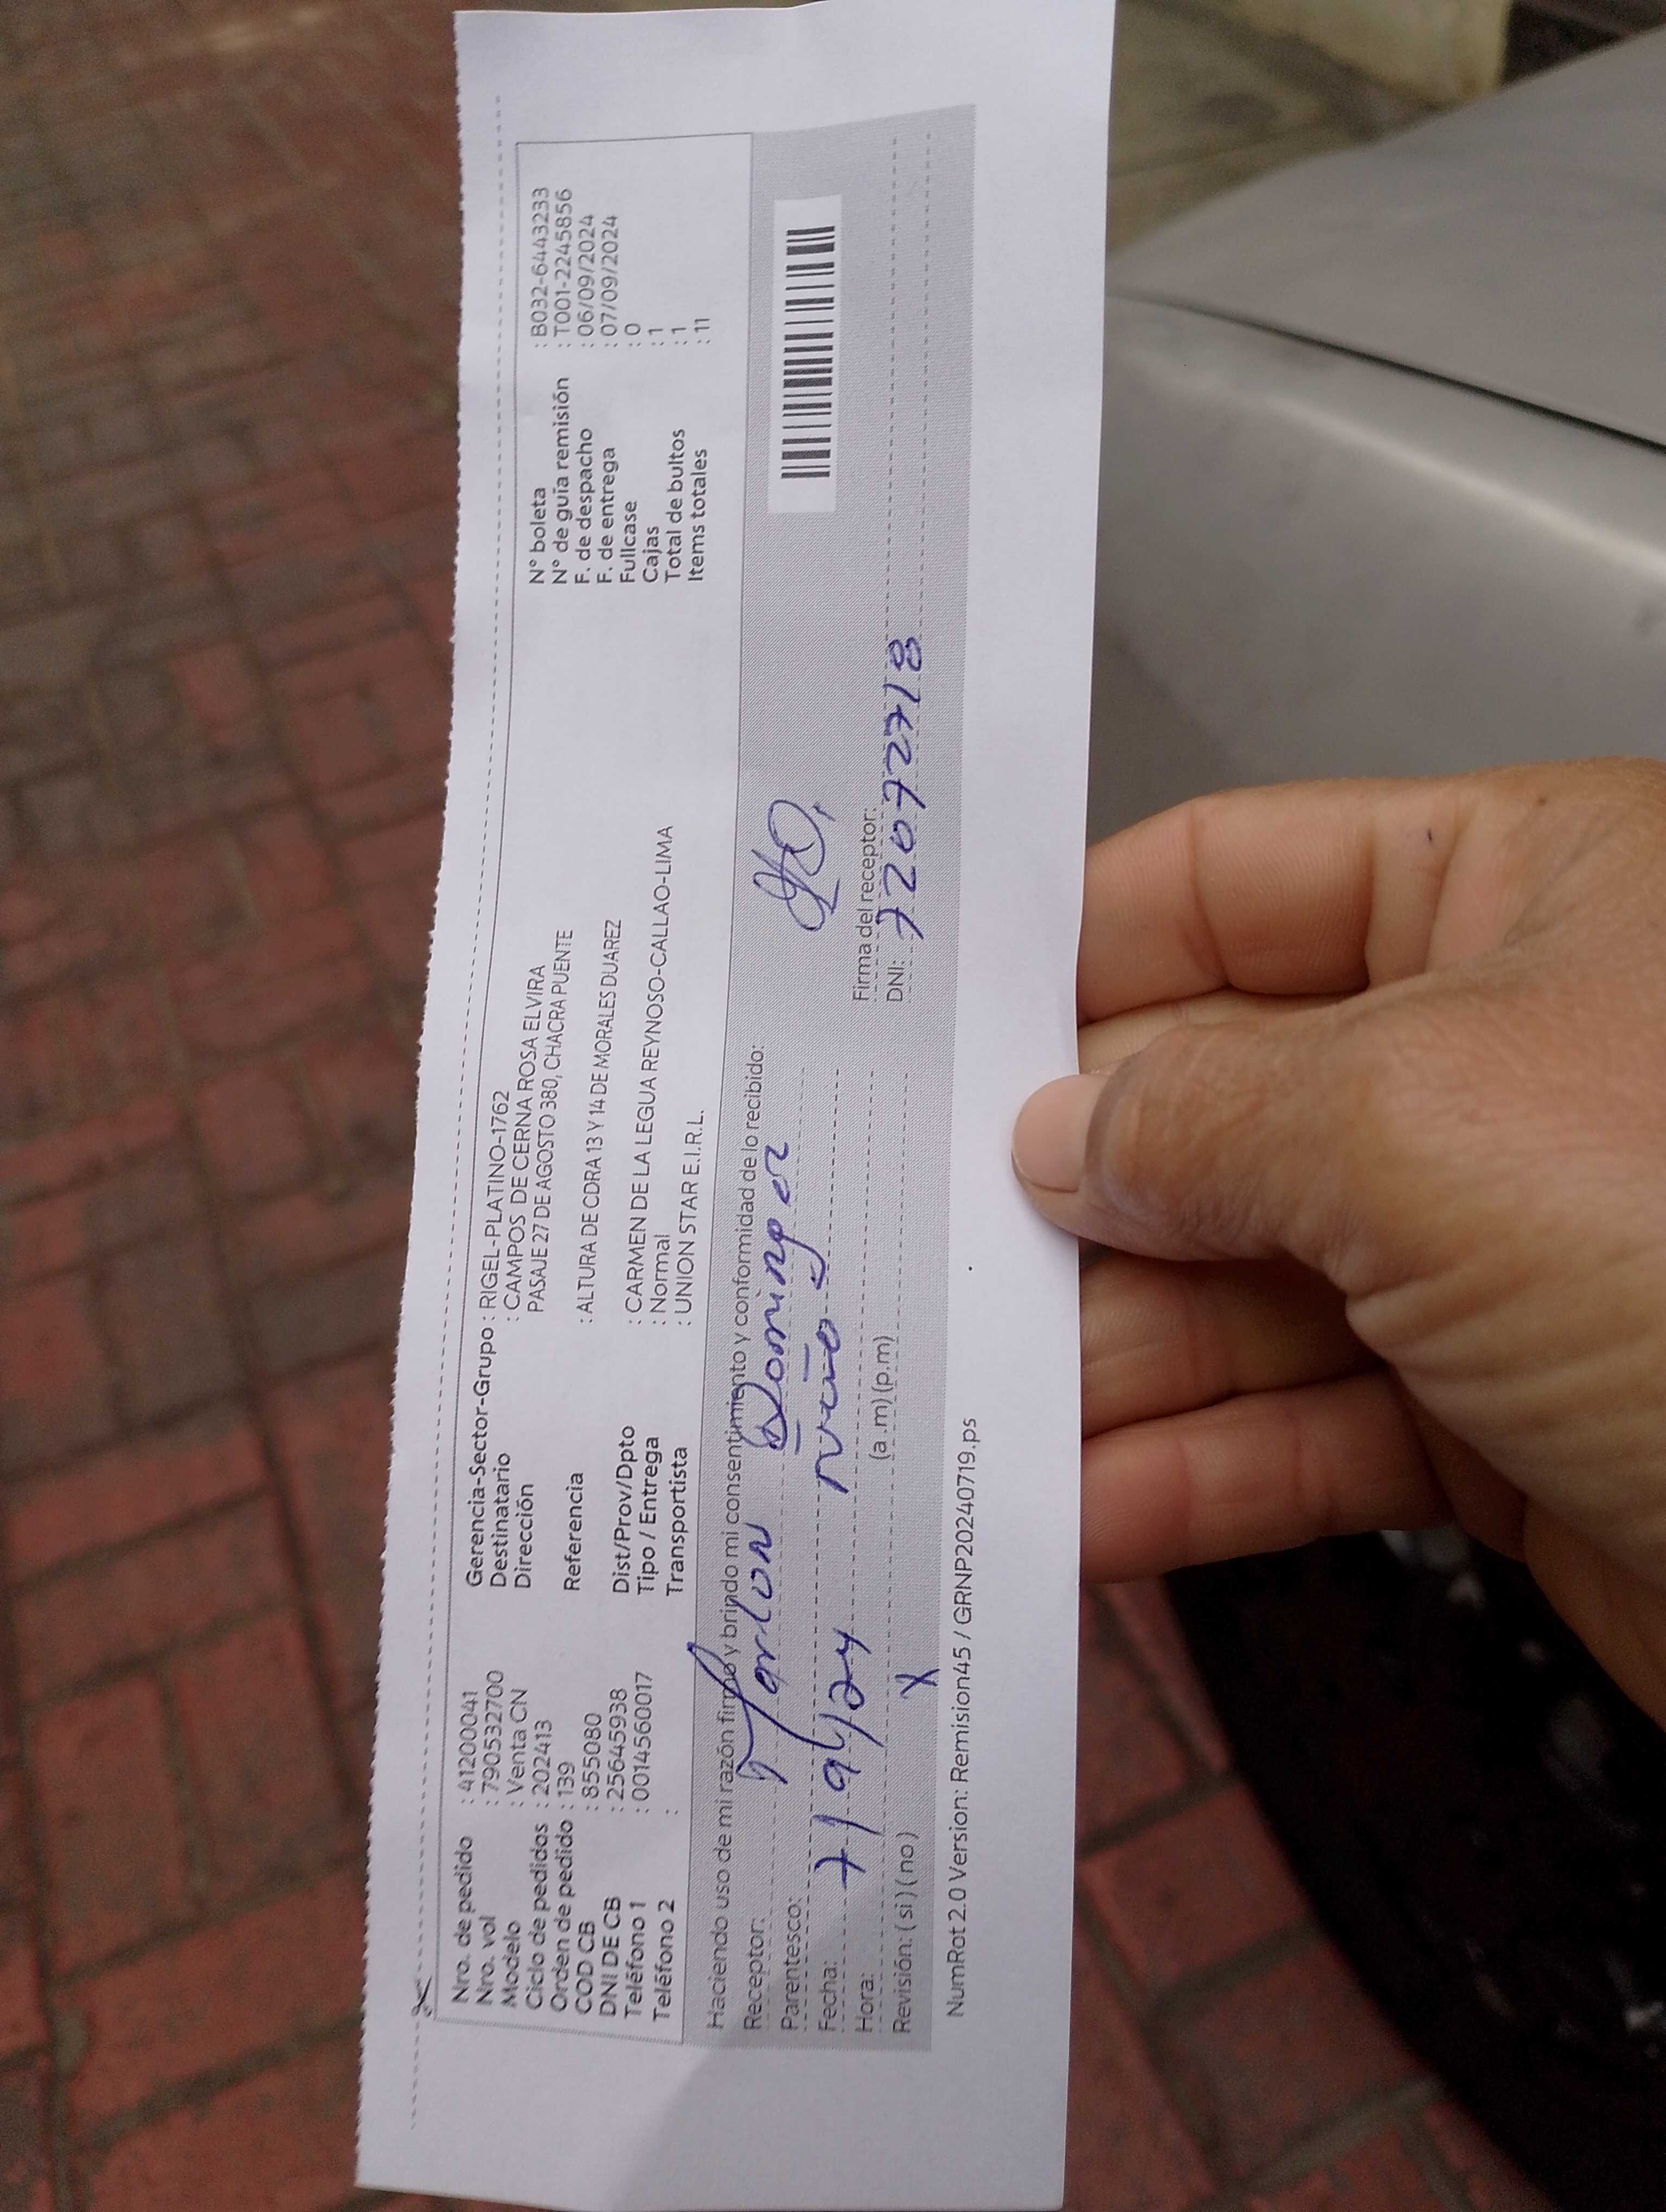 Nro. de pedido : 41200041
Nro. vol : 790532700
Modelo : Venta CN
Ciclo de pedidos : 202413
Orden de pedido : 139
COD CB : 855080
DNI DE CB : 25645938
Teléfono 1 : 0014560017
Teléfono 2 :
Gerencia-Sector-Grupo : RIGEL-PLATINO-1762
Destinatario : CAMPOS DE CERNA ROSA ELVIRA
Dirección PASAJE 27 DE AGOSTO 380, CHACRA PUENTE
Referencia : ALTURA DE CDRA 13 Y 14 DE MORALES DUAREZ
Dist/Prov/Dpto : CARMEN DE LA LEGUA REYNOSO-CALLAO-LIMA
Tipo / Entrega : Normal
Transportista : UNION STAR E.I.R.L.
N° boleta : B032-6443233
N° de guía remisión : T001-2245856
F. de despacho : 06/09/2024
F. de entrega : 07/09/2024
Fullcase : 0
Cajas : 1
Total de bultos : 1
Items totales : 11
Haciendo uso de mi razón firmo y brindo mi consentimiento y conformidad de lo recibido:
Receptor: Marlon Dominguez
Parentesco:
Fecha: 7/9/24
Hora: (a.m)(p.m)
Revisión: ( si ) ( no ) X
Firma del receptor:
DNI: 72072718
NumRot 2.0 Version: Remision45 / GRNP20240719.ps